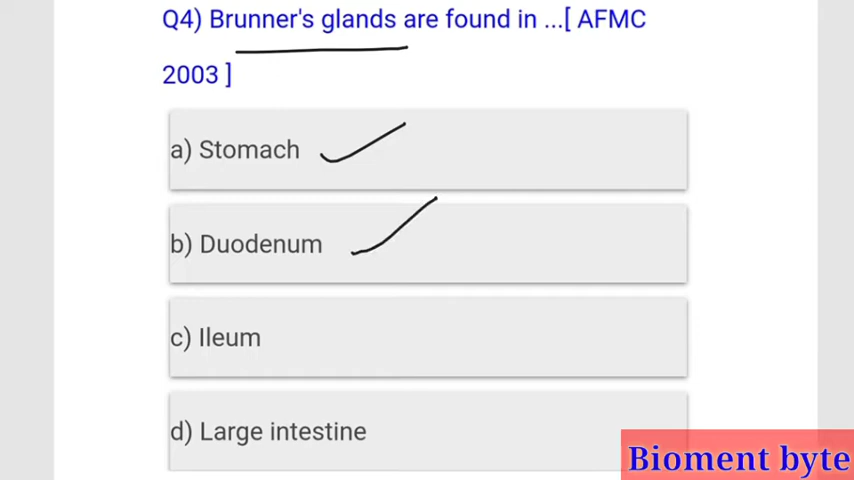 Q4) Brunner's glands are found in ...[ AFMC
2003 ]
a) Stomach
b) Duodenum
c) Ileum
d) Large intestine
Bioment byte